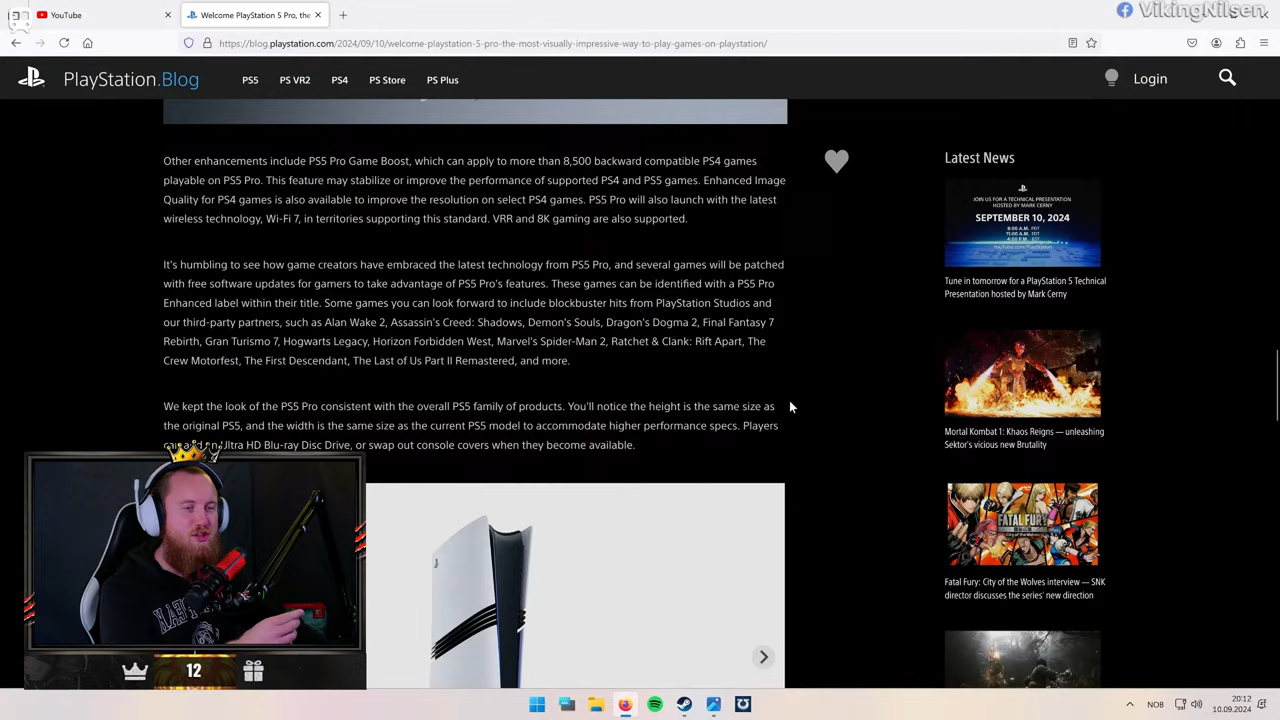 YouTube
Welcome PlayStation 5 Pro, the
VikingNilsen
https://blog.playstation.com/2024/09/10/welcome-playstation-5-pro-the-most-visually-impressive-way-to-play-games-on-playstation/
PlayStation.Blog
PS5
PS VR2
PS4
PS Store
PS Plus
Login
Other enhancements include PS5 Pro Game Boost, which can apply to more than 8,500 backward compatible PS4 games
playable on PS5 Pro. This feature may stabilize or improve the performance of supported PS4 and PS5 games. Enhanced Image
Quality for PS4 games is also available to improve the resolution on select PS4 games. PS5 Pro will also launch with the latest
wireless technology, Wi-Fi 7, in territories supporting this standard. VRR and 8K gaming are also supported.
It's humbling to see how game creators have embraced the latest technology from PS5 Pro, and several games will be patched
with free software updates for gamers to take advantage of PS5 Pro's features. These games can be identified with a PS5 Pro
Enhanced label within their title. Some games you can look forward to include blockbuster hits from PlayStation Studios and
our third-party partners, such as Alan Wake 2, Assassin's Creed: Shadows, Demon's Souls, Dragon's Dogma 2, Final Fantasy 7
Rebirth, Gran Turismo 7, Hogwarts Legacy, Horizon Forbidden West, Marvel's Spider-Man 2, Ratchet & Clank: Rift Apart, The
Crew Motorfest, The First Descendant, The Last of Us Part II Remastered, and more.
We kept the look of the PS5 Pro consistent with the overall PS5 family of products. You'll notice the height is the same size as
the original PS5, and the width is the same size as the current PS5 model to accommodate higher performance specs. Players
Ultra HD Blu-ray Disc Drive, or swap out console covers when they become available.
Latest News
JOIN US FOR A TECHNICAL PRESENTATION
HOSTED BY MARK CERNY
SEPTEMBER 10, 2024
8:00 A.M. PDT
11:00 A.M. EDT
4:00 P.M. BST
YouTube.com/PlayStation
Tune in tomorrow for a PlayStation 5 Technical
Presentation hosted by Mark Cerny
Mortal Kombat 1: Khaos Reigns — unleashing
Sektor's vicious new Brutality
FATAL FURY
City of the Wolves
Fatal Fury: City of the Wolves interview — SNK
director discusses the series' new direction
12
NOB
20:12
10.09.2024